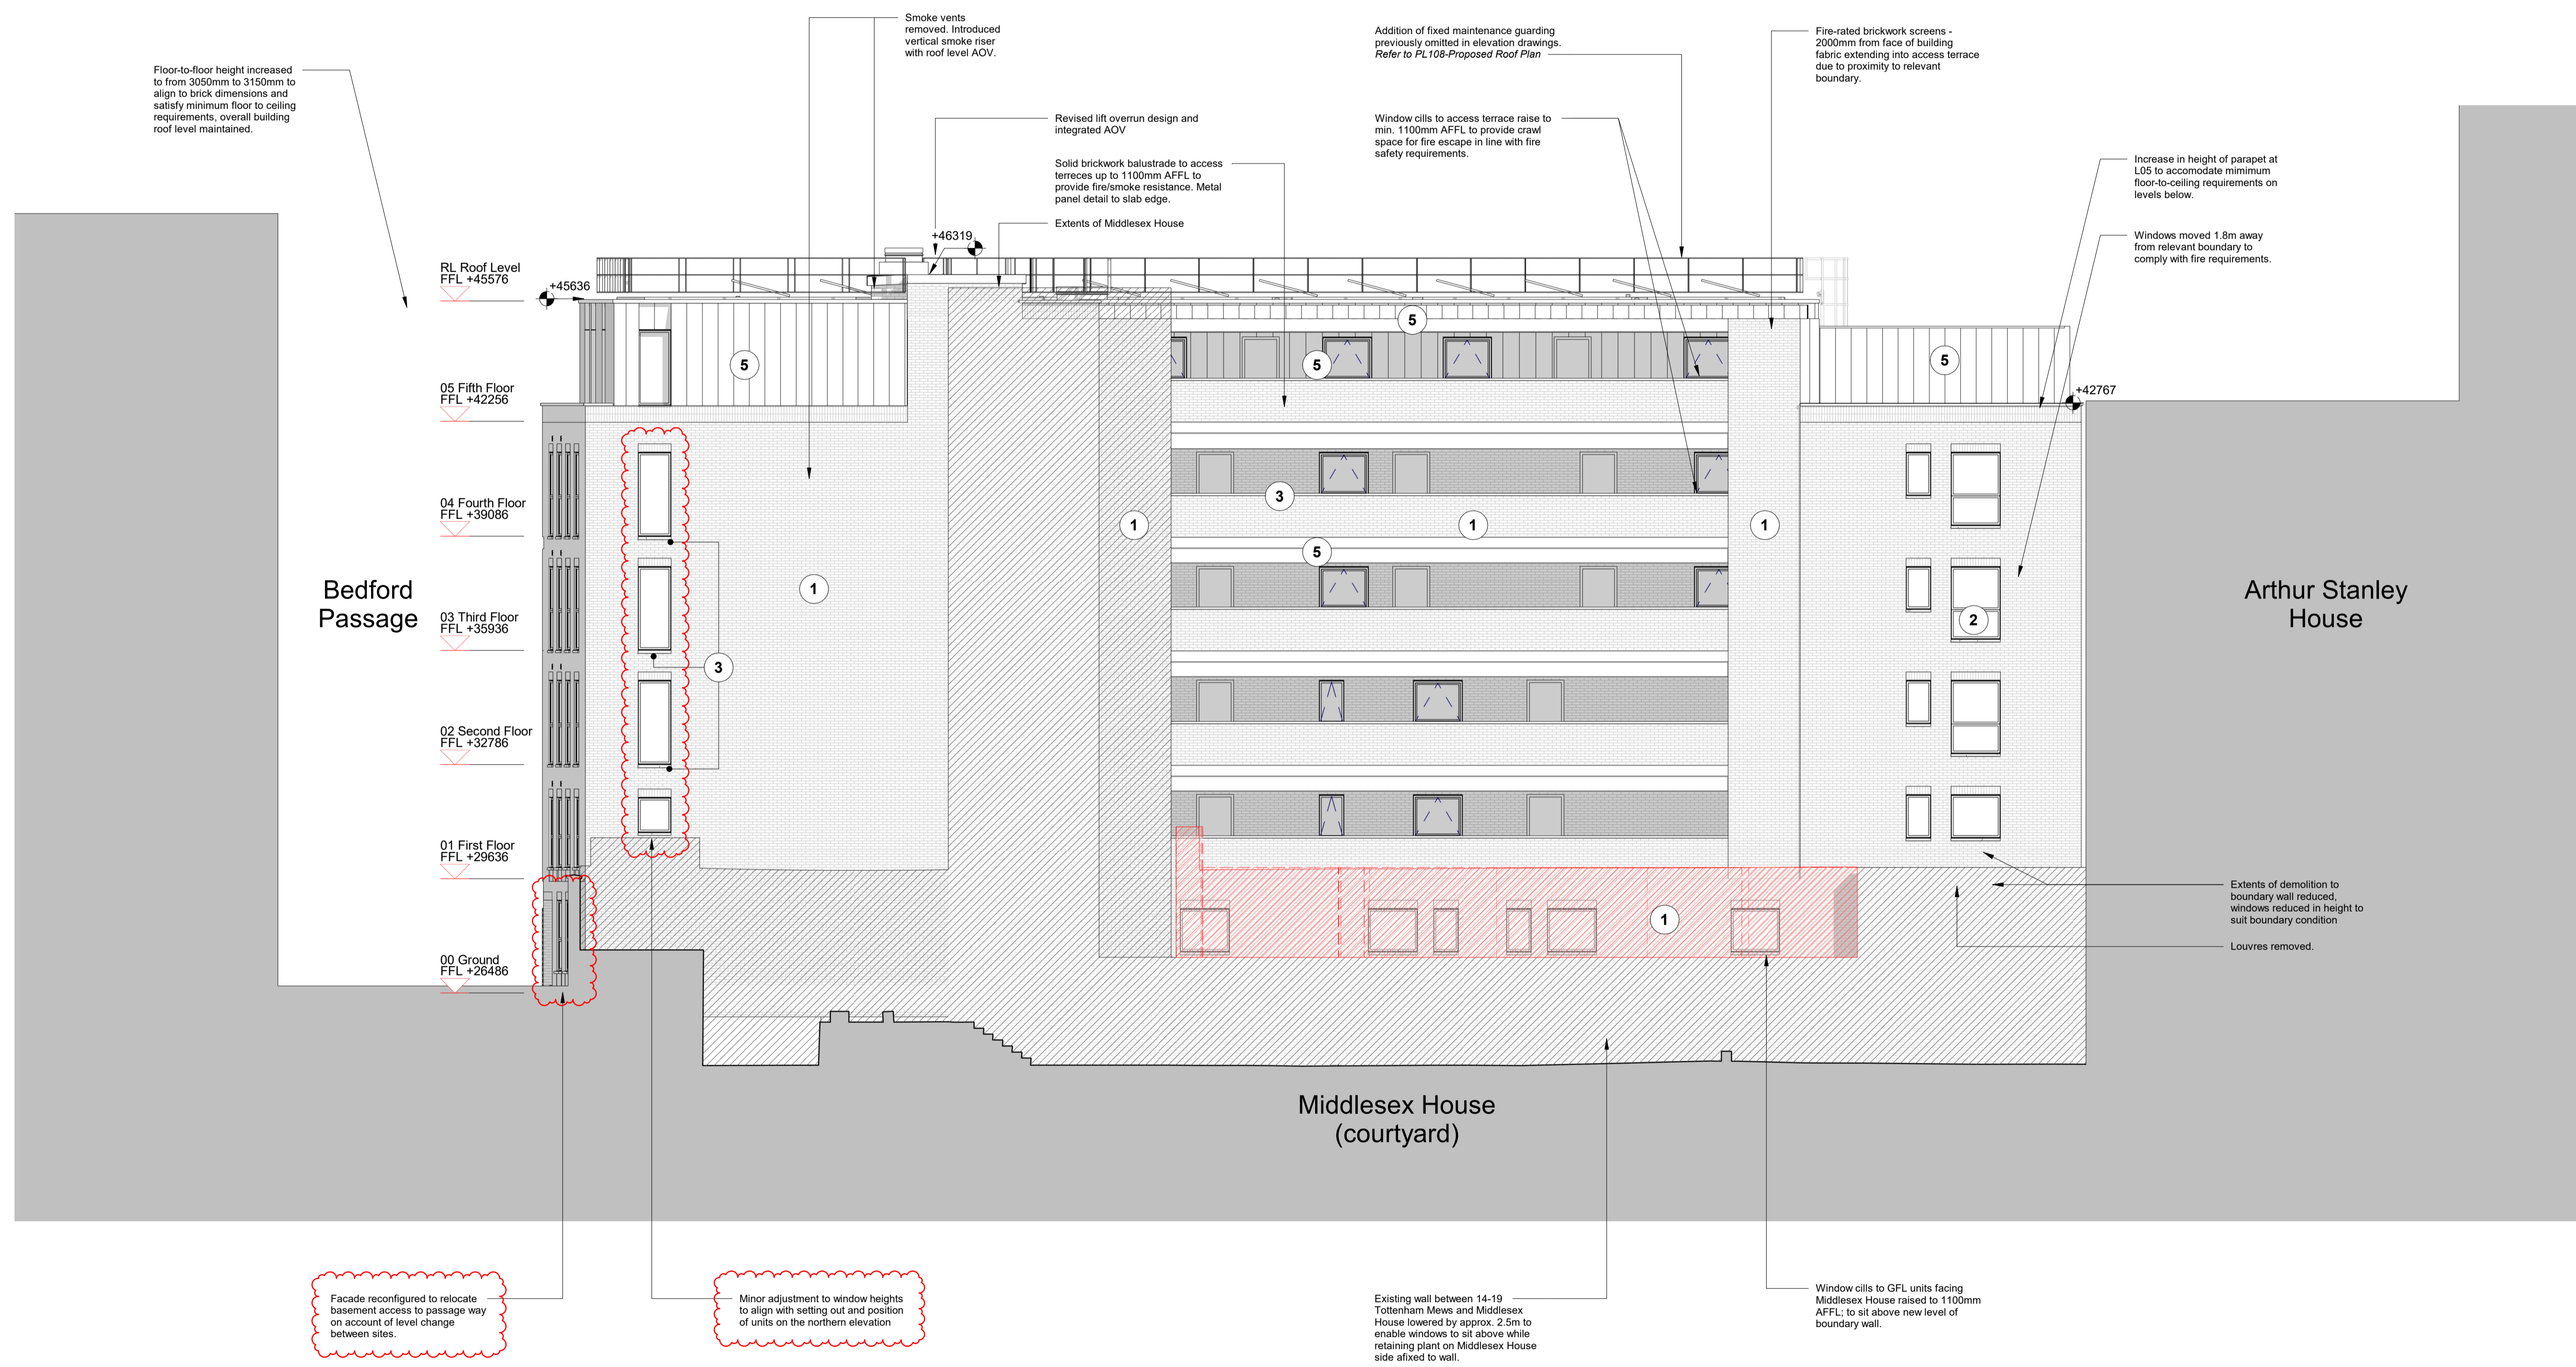 Smoke vents
removed. Introduced
vertical smoke riser
with roof level AOV.
Addition of fixed maintenance guarding
previously omitted in elevation drawings.
Refer to PL108-Proposed Roof Plan
Fire-rated brickwork screens -
2000mm from face of building
fabric extending into access terrace
due to proximity to relevant
boundary.
Floor-to-floor height increased
to from 3050mm to 3150mm to
align to brick dimensions and
satisfy minimum floor to ceiling
requirements, overall building
roof level maintained.
Revised lift overrun design and
integrated AOV
Window cills to access terrace raise to
min. 1100mm AFFL to provide crawl
space for fire escape in line with fire
safety requirements.
Solid brickwork balustrade to access
terreces up to 1100mm AFFL to
provide fire/smoke resistance. Metal
panel detail to slab edge.
Extents of Middlesex House
Increase in height of parapet at
L05 to accomodate mimimum
floor-to-ceiling requirements on
levels below.
Windows moved 1.8m away
from relevant boundary to
comply with fire requirements.
+46319
RL Roof Level
FFL +45576
+45636
5
5
5
5
05 Fifth Floor
FFL +42256
+42767
04 Fourth Floor
FFL +39086
3
1
1
1
5
Bedford
Passage
1
Arthur Stanley
House
03 Third Floor
FFL +35936
2
3
02 Second Floor
FFL +32786
01 First Floor
FFL +29636
1
Extents of demolition to
boundary wall reduced,
windows reduced in height to
suit boundary condition
Louvres removed.
00 Ground
FFL +26486
Middlesex House
(courtyard)
Facade reconfigured to relocate
basement access to passage way
on account of level change
between sites.
Minor adjustment to window heights
to align with setting out and position
of units on the northern elevation
Existing wall between 14-19
Tottenham Mews and Middlesex
House lowered by approx. 2.5m to
enable windows to sit above while
retaining plant on Middlesex House
side afixed to wall.
Window cills to GFL units facing
Middlesex House raised to 1100mm
AFFL; to sit above new level of
boundary wall.